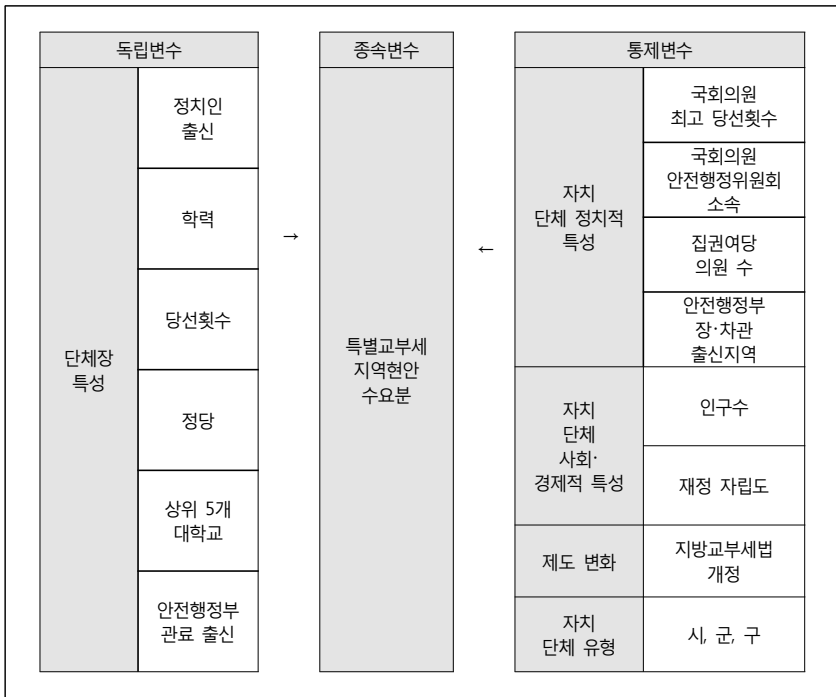 독립변수
단체장
특성
정치인
출신
학력
당선횟수
정당
상위 5개
대학교
안전행정부
관료 출신
→
종속변수
특별교부세
지역현안
수요분
←
통제변수
자치
단체 정치적
특성
국회의원
최고 당선횟수
국회의원
안전행정위원회
소속
집권여당
의원 수
안전행정부
장·차관
출신지역
자치
단체
사회·
경제적 특성
인구수
재정 자립도
제도 변화
지방교부세법
개정
자치
단체 유형
시, 군, 구